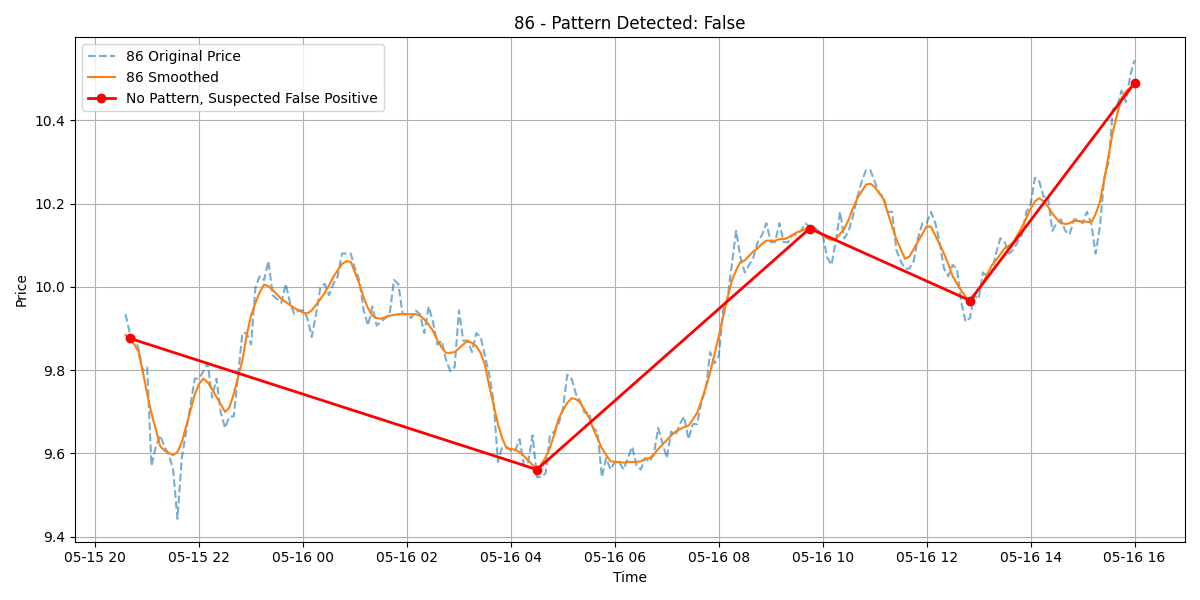 86 - Pattern Detected: False
86 Original Price
86 Smoothed
No Pattern, Suspected False Positive
Price
10.4
10.2
10.0
9.8
9.6
9.4
05-15 20 05-15 22 05-16 00 05-16 02 05-16 04 05-16 06 05-16 08 05-16 10 05-16 12 05-16 14 05-16 16
Time